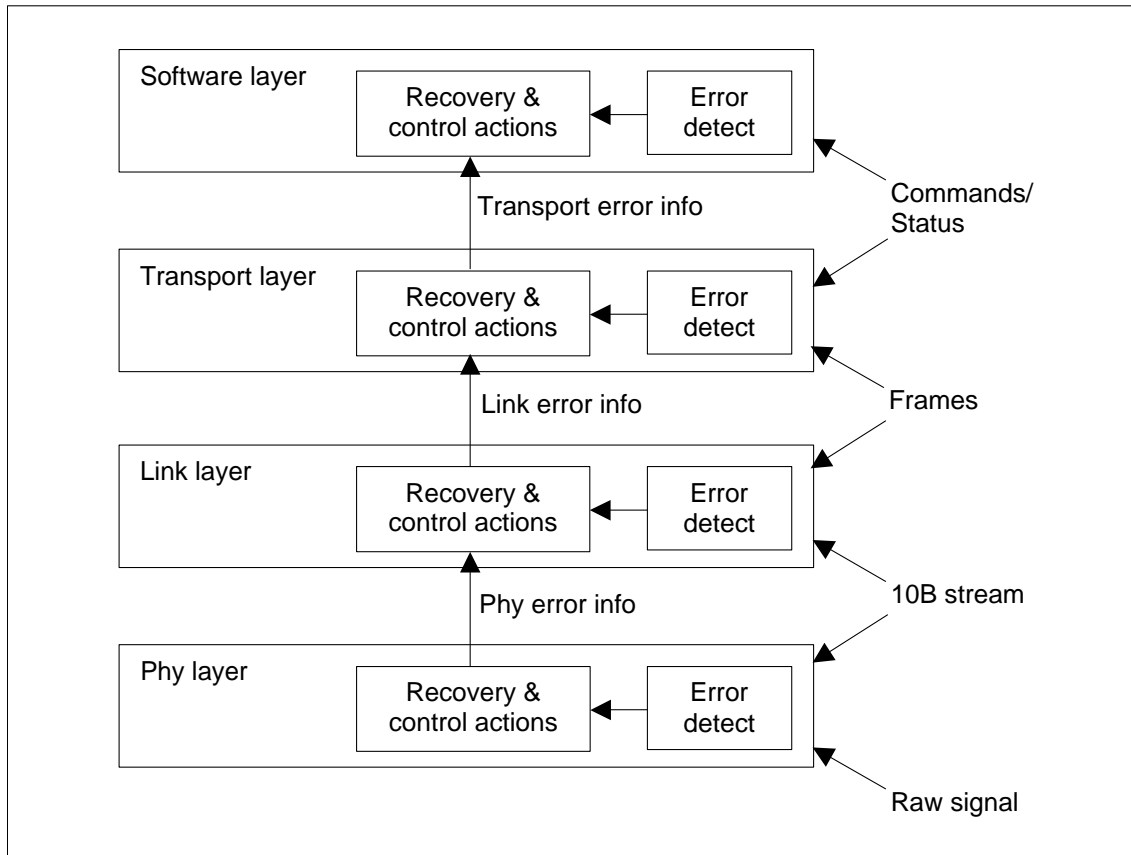 Software layer
Recovery &
control actions
Error
detect
Commands/
Status
Transport error info
Transport layer
Recovery &
control actions
Error
detect
Frames
Link error info
Link layer
Recovery &
control actions
Error
detect
10B stream
Phy error info
Phy layer
Recovery &
control actions
Error
detect
Raw signal